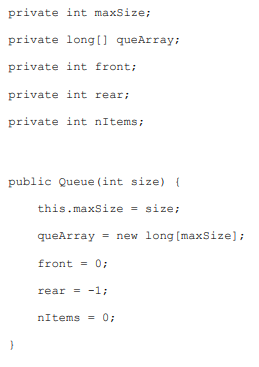 private int maxSize;
private long[] queArray;
private int front;
private int rear;
private int nItems;
public Queue(int size) {
this.maxSize = size;
queArray = new long[maxSize];
front = 0;
rear = -1;
nItems = 0;
}